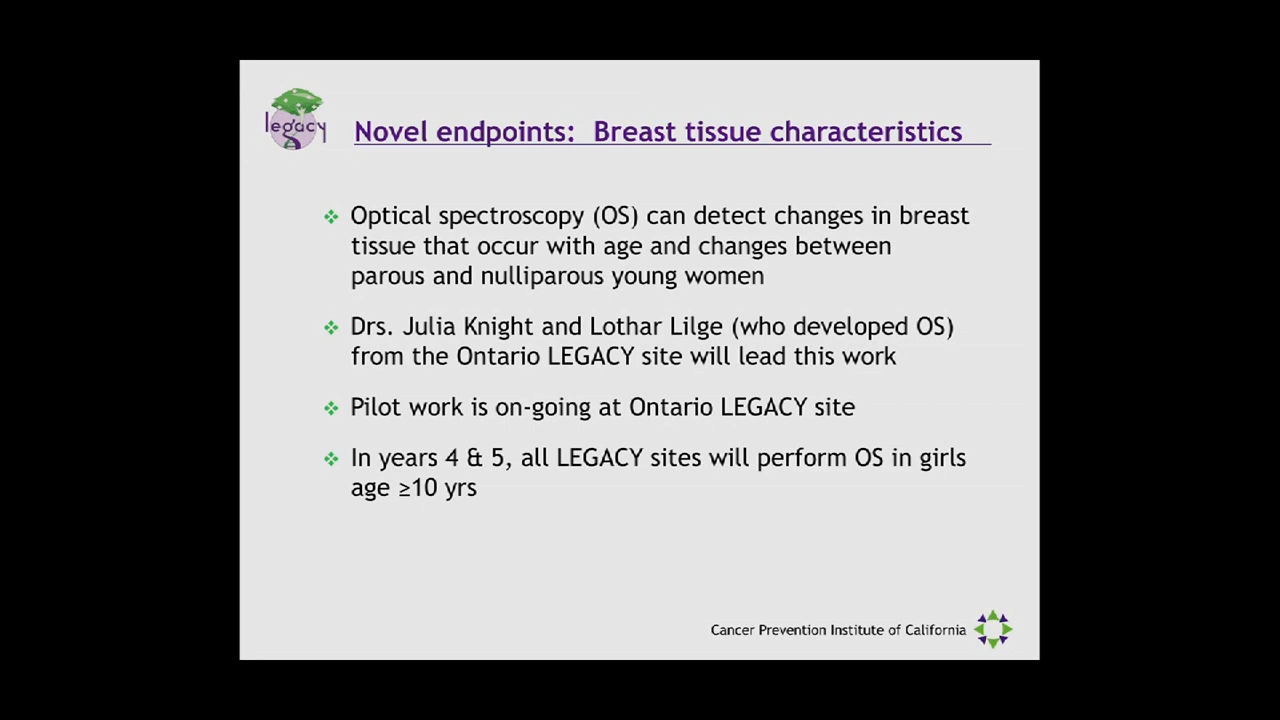 legacy
Novel endpoints: Breast tissue characteristics
Optical spectroscopy (OS) can detect changes in breast
tissue that occur with age and changes between
parous and nulliparous young women
Drs. Julia Knight and Lothar Lilge (who developed OS)
from the Ontario LEGACY site will lead this work
Pilot work is on-going at Ontario LEGACY site
In years 4 & 5, all LEGACY sites will perform OS in girls
age ≥10 yrs
Cancer Prevention Institute of California